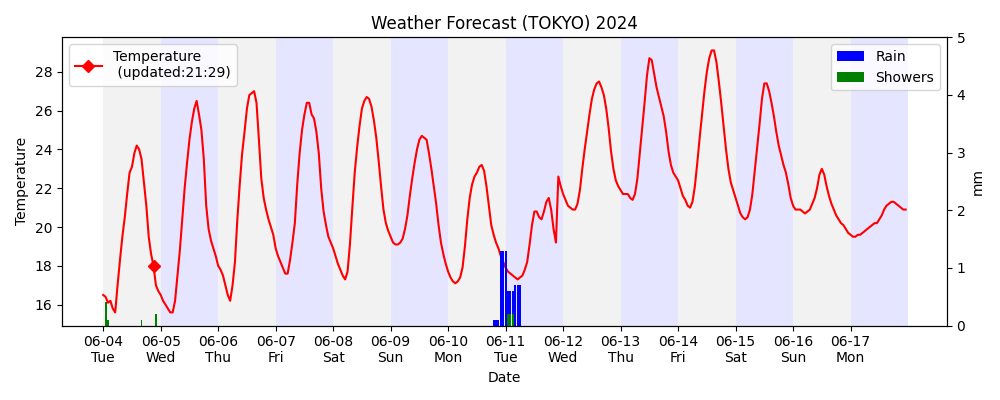 Weather Forecast (TOKYO) 2024
Temperature
(updated:21:29)
Rain
Showers
Temperature
28
26
24
22
20
18
16
5
4
3
2
1
0
mm
06-04 06-05 06-06 06-07 06-08 06-09 06-10 06-11 06-12 06-13 06-14 06-15 06-16 06-17
Tue Wed Thu Fri Sat Sun Mon Tue Wed Thu Fri Sat Sun Mon
Date